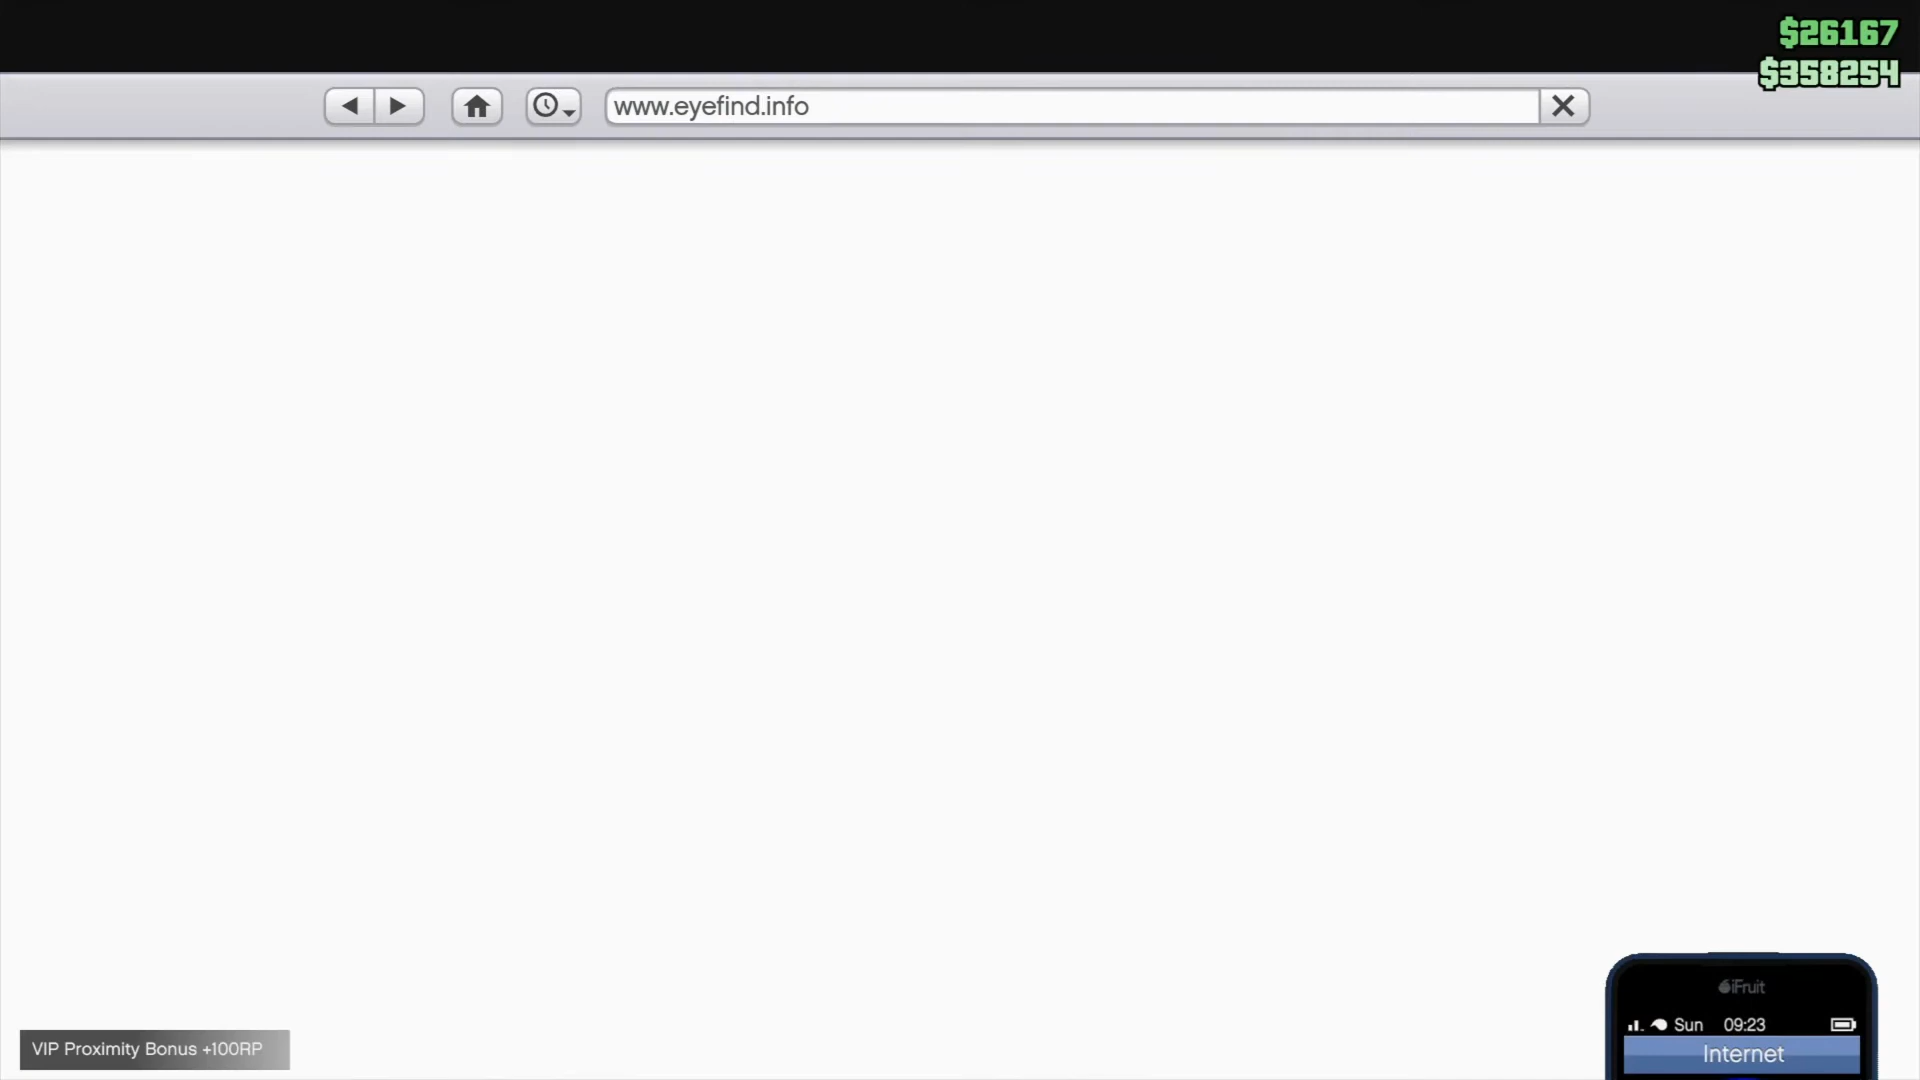 $26167
$358254
www.eyefind.info
iFruit
Sun 09:23
Internet
VIP Proximity Bonus +100RP